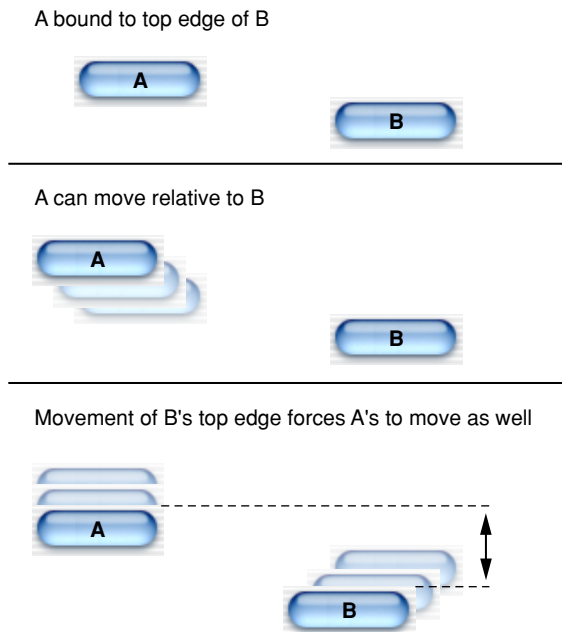 A bound to top edge of B
A
B
A can move relative to B
A
B
Movement of B's top edge forces A's to move as well
A
B